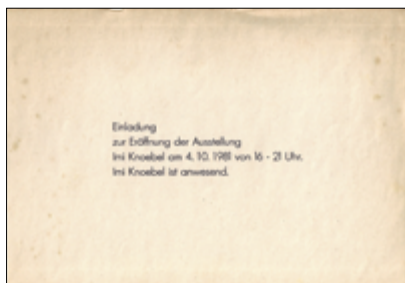 Einladung
zur Eröffnung der Ausstellung
Imi Knoebel am 4. 10. 1981 von 16 - 21 Uhr.
Imi Knoebel ist anwesend.